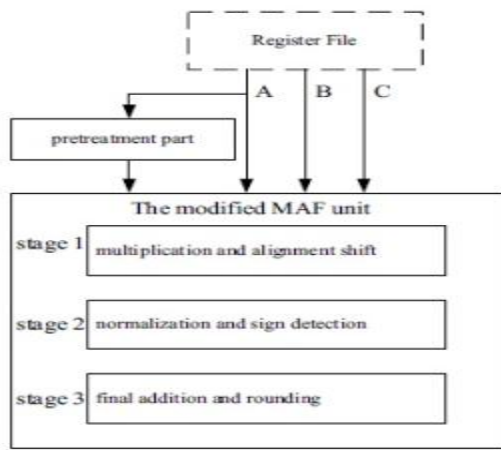 Register File
A B C
pretreatment part
The modified MAF unit
stage 1 multiplication and alignment shift
stage 2 normalization and sign detection
stage 3 final addition and rounding